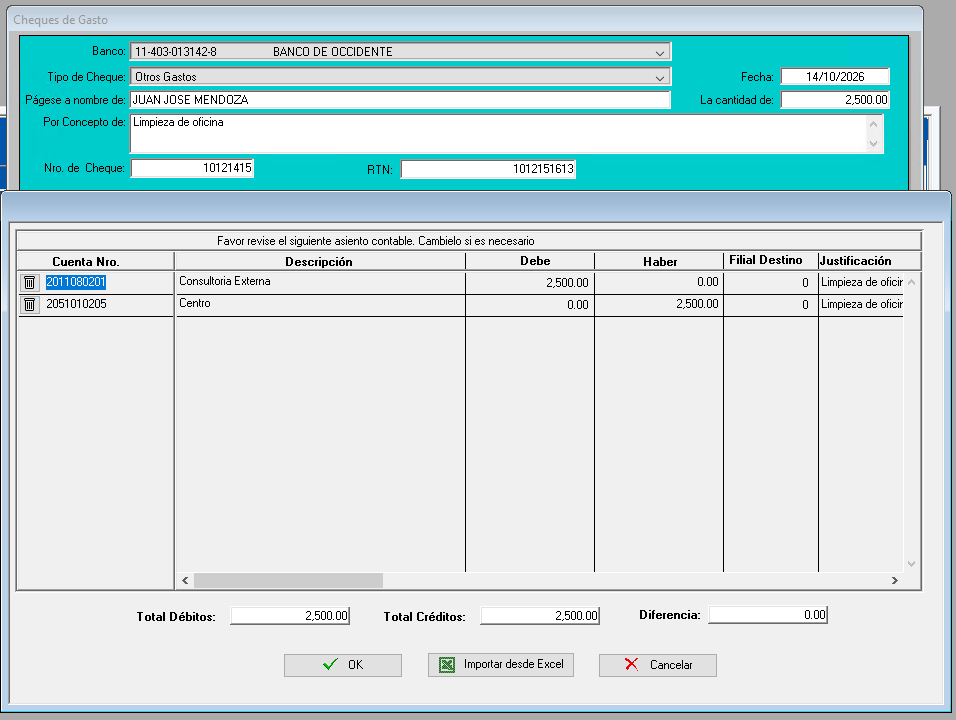 Cheques de Gasto
Banco: 11-403-013142-8 BANCO DE OCCIDENTE
Tipo de Cheque: Otros Gastos Fecha: 14/10/2026
Págese a nombre de: JUAN JOSE MENDOZA La cantidad de: 2,500.00
Por Concepto de: Limpieza de oficina
Nro. de Cheque: 10121415 RTN: 1012151613
Favor revise el siguiente asiento contable. Cambielo si es necesario
Cuenta Nro. Descripción Debe Haber Filial Destino Justificación
2011080201 Consultoria Externa 2,500.00 0.00 0 Limpieza de oficir
2051010205 Centro 0.00 2,500.00 0 Limpieza de oficir
Total Débitos: 2,500.00 Total Créditos: 2,500.00 Diferencia: 0.00
OK Importar desde Excel Cancelar